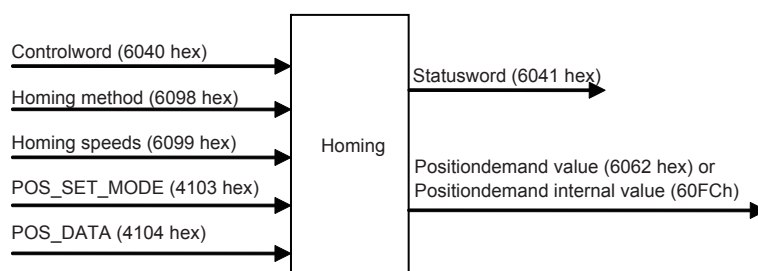 Controlword (6040 hex)
Homing method (6098 hex)
Homing speeds (6099 hex)
POS_SET_MODE (4103 hex)
POS_DATA (4104 hex)
Homing
Statusword (6041 hex)
Positiondemand value (6062 hex) or
Positiondemand internal value (60FCh)